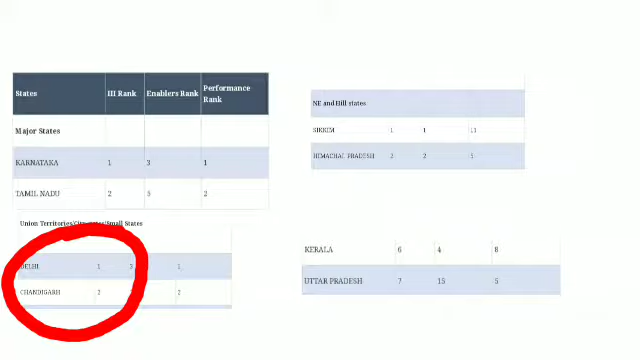 States III Rank Enablers Rank Performance Rank
Major States
KARNATAKA 1 3 1
TAMIL NADU 2 5 2
Union Territories/ States/Small States
DELHI 1 3 1
CHANDIGARH 2 2
NE and Hill states
SIKKIM 1 1 11
HIMACHAL PRADESH 2 2 5
KERALA 6 4 8
UTTAR PRADESH 7 15 5